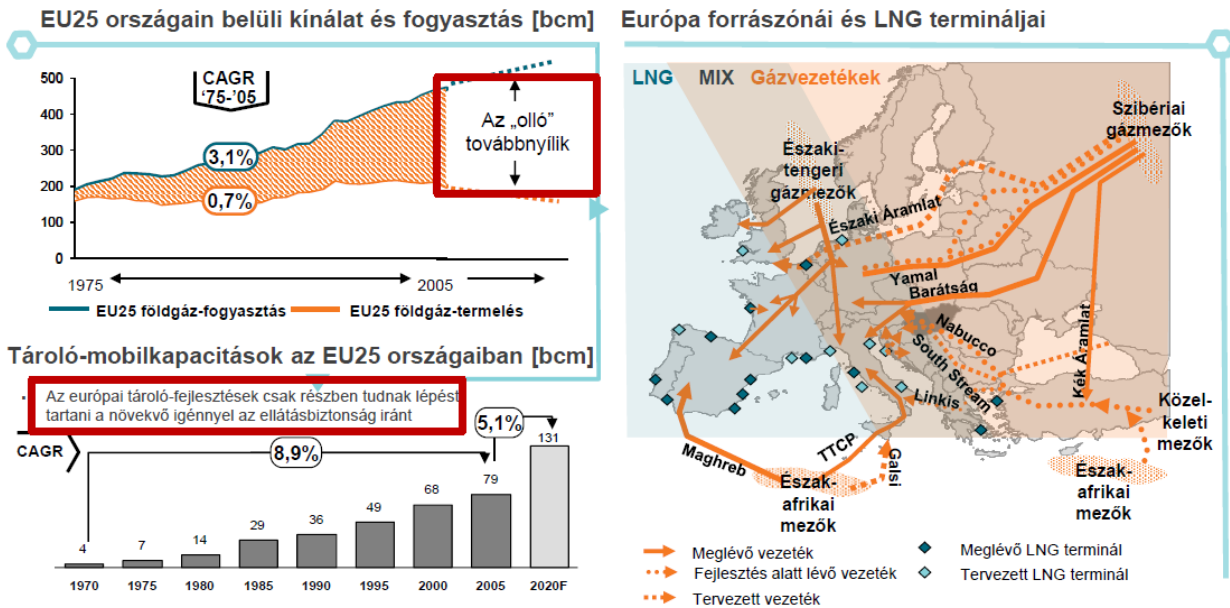 EU25 országain belüli kínálat és fogyasztás [bcm]
500
400
300
200
100
0
CAGR
'75-'05
3,1%
0,7%
Az „olló”
továbbnyílik
1975
2005
EU25 földgáz-fogyasztás
EU25 földgáz-termelés
Tároló-mobilkapacitások az EU25 országaiban [bcm]
Az európai tároló-fejlesztések csak részben tudnak lépést
tartani a növekvő igénnyel az ellátásbiztonság iránt
CAGR
8,9%
5,1%
4
7
14
29
36
49
68
79
131
1970
1975
1980
1985
1990
1995
2000
2005
2020F
Európa forrászónái és LNG termináljai
LNG
MIX
Gázvezetékek
Szibériai
gázmezők
Északi-
tengeri
gázmezők
Északi Áramlat
Yamal
Barátság
Nabucco
South Stream
Kék Áramlat
Linkis
TTCP
Galsi
Maghreb
Közel-
keleti
mezők
Észak-
afrikai
mezők
Észak-
afrikai
mezők
Meglévő vezeték
Fejlesztés alatt lévő vezeték
Tervezett vezeték
Meglévő LNG terminál
Tervezett LNG terminál